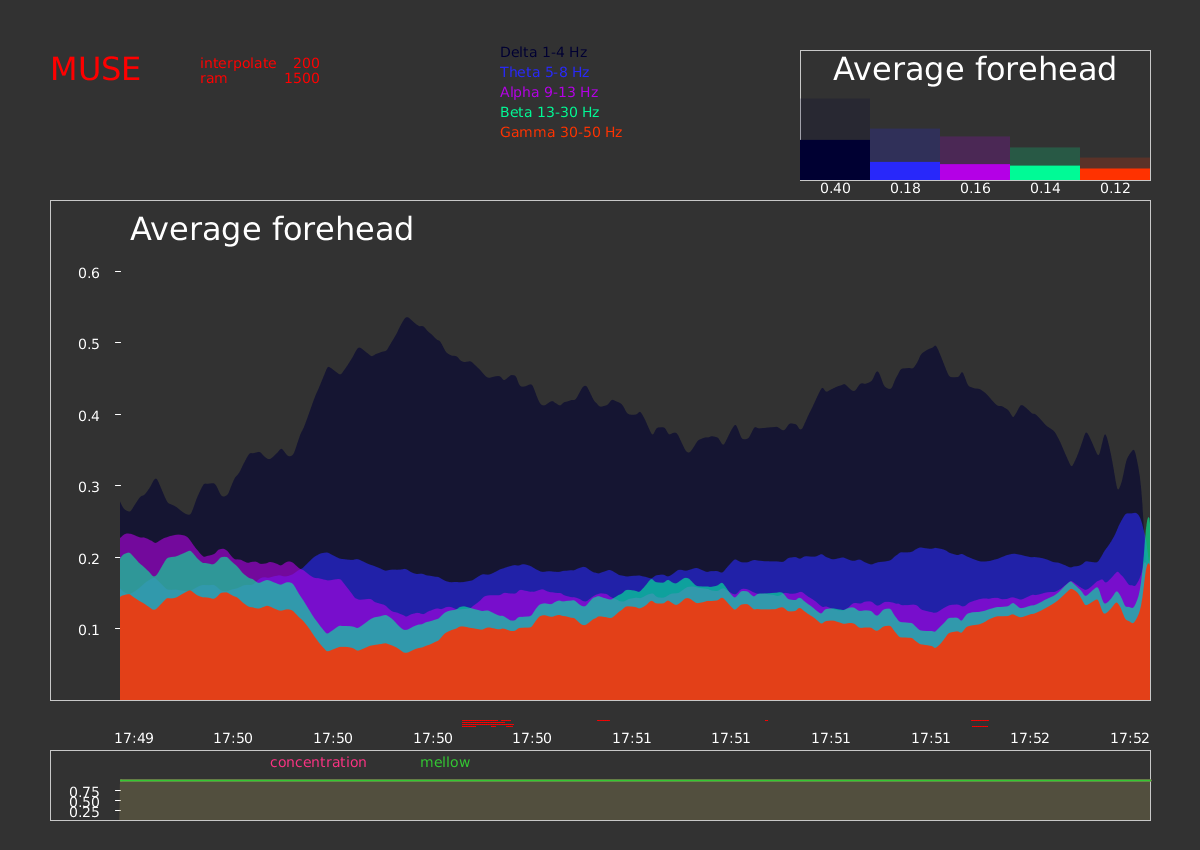 MUSE
interpolate 200
ram 1500
Delta 1-4 Hz
Theta 5-8 Hz
Alpha 9-13 Hz
Beta 13-30 Hz
Gamma 30-50 Hz
Average forehead
0.40 0.18 0.16 0.14 0.12
Average forehead
0.6
0.5
0.4
0.3
0.2
0.1
17:49 17:50 17:50 17:50 17:50 17:51 17:51 17:51 17:51 17:52 17:52
concentration mellow
0.75
0.50
0.25